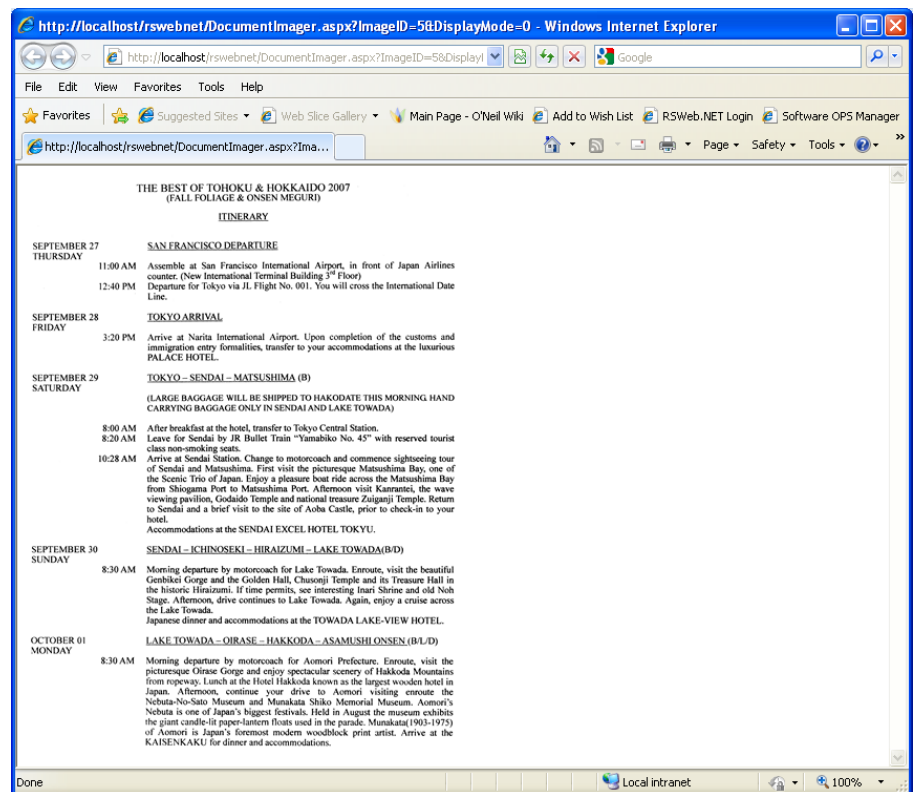 http://localhost/rswebnet/DocumentImager.aspx?ImageID=5&DisplayMode=0 - Windows Internet Explorer
http://localhost/rswebnet/DocumentImager.aspx?ImageID=5&Displayl
Google
File Edit View Favorites Tools Help
Favorites Suggested Sites Web Slice Gallery Main Page - O'Neil Wiki Add to Wish List RSWeb.NET Login Software OPS Manager
http://localhost/rswebnet/DocumentImager.aspx?Ima... Page Safety Tools
THE BEST OF TOHOKU & HOKKAIDO 2007
(FALL FOLIAGE & ONSEN MEGURI)
ITINERARY
SEPTEMBER 27 SAN FRANCISCO DEPARTURE
THURSDAY
11:00 AM Assemble at San Francisco International Airport, in front of Japan Airlines
counter. (New International Terminal Building 3rd Floor)
12:40 PM Departure for Tokyo via JL Flight No. 001. You will cross the International Date
Line.
SEPTEMBER 28 TOKYO ARRIVAL
FRIDAY
3:20 PM Arrive at Narita International Airport. Upon completion of the customs and
immigration entry formalities, transfer to your accommodations at the luxurious
PALACE HOTEL.
SEPTEMBER 29 TOKYO – SENDAI – MATSUSHIMA (B)
SATURDAY
(LARGE BAGGAGE WILL BE SHIPPED TO HAKODATE THIS MORNING. HAND
CARRYING BAGGAGE ONLY IN SENDAI AND LAKE TOWADA)
8:00 AM After breakfast at the hotel, transfer to Tokyo Central Station.
8:20 AM Leave for Sendai by JR Bullet Train “Yamabiko No. 45” with reserved tourist
class non-smoking seats.
10:28 AM Arrive at Sendai Station. Change to motorcoach and commence sightseeing tour
of Sendai and Matsushima. First visit the picturesque Matsushima Bay, one of
the Scenic Trio of Japan. Enjoy a pleasure boat ride across the Matsushima Bay
from Shiogama Port to Matsushima Port. Afternoon visit Kanrantei, the wave
viewing pavilion, Godaido Temple and national treasure Zuiganji Temple. Return
to Sendai and a brief visit to the site of Aoba Castle, prior to check-in to your
hotel.
Accommodations at the SENDAI EXCEL HOTEL TOKYU.
SEPTEMBER 30 SENDAI – ICHINOSEKI – HIRAIZUMI – LAKE TOWADA(B/D)
SUNDAY
8:30 AM Morning departure by motorcoach for Lake Towada. Enroute, visit the beautiful
Genbikei Gorge and the Golden Hall, Chusonji Temple and its Treasure Hall in
the historic Hiraizumi. If time permits, see interesting Inari Shrine and old Noh
Stage. Afternoon, drive continues to Lake Towada. Again, enjoy a cruise across
the Lake Towada.
Japanese dinner and accommodations at the TOWADA LAKE-VIEW HOTEL.
OCTOBER 01 LAKE TOWADA – OIRASE – HAKKODA – ASAMUSHI ONSEN (B/L/D)
MONDAY
8:30 AM Morning departure by motorcoach for Aomori Prefecture. Enroute, visit the
picturesque Oirase Gorge and enjoy spectacular scenery of Hakkoda Mountains
from ropeway. Lunch at the Hotel Hakkoda known as the largest wooden hotel in
Japan. Afternoon, continue your drive to Aomori visiting enroute the
Nebuta-No-Sato Museum and Munakata Shiko Memorial Museum. Aomori's
Nebuta is one of Japan's biggest festivals. Held in August the museum exhibits
the giant candle-lit paper-lantern floats used in the parade. Munakata(1903-1975)
of Aomori is Japan's foremost modern woodblock print artist. Arrive at the
KAISENKAKU for dinner and accommodations.
Done Local intranet 100%